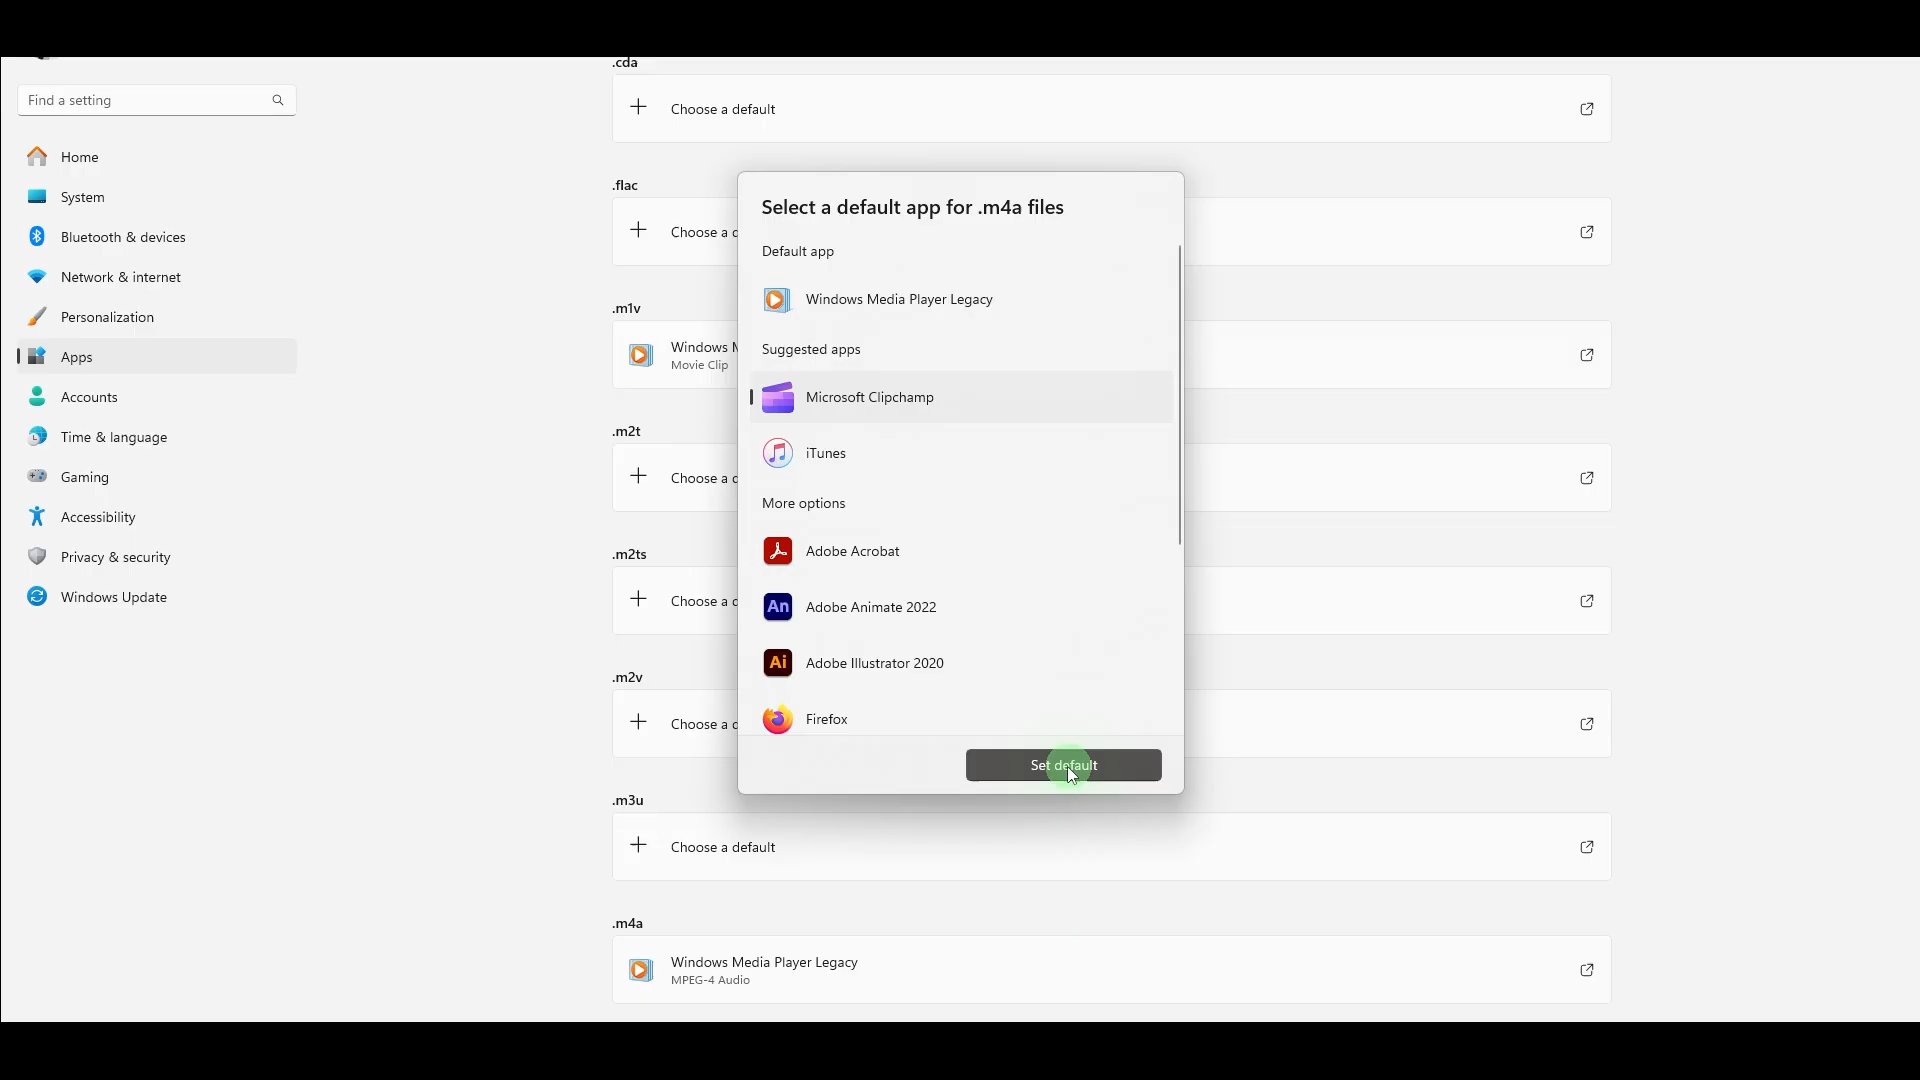 Find a setting
Home
System
Bluetooth & devices
Network & internet
Personalization
Apps
Accounts
Time & language
Gaming
Accessibility
Privacy & security
Windows Update
.cda
Choose a default
.flac
Choose a d
.m1v
Windows M
Movie Clip
.m2t
Choose a d
.m2ts
Choose a d
.m2v
Choose a d
.m3u
Choose a default
.m4a
Windows Media Player Legacy
MPEG-4 Audio
Select a default app for .m4a files
Default app
Windows Media Player Legacy
Suggested apps
Microsoft Clipchamp
iTunes
More options
Adobe Acrobat
An Adobe Animate 2022
Ai Adobe Illustrator 2020
Firefox
Set default